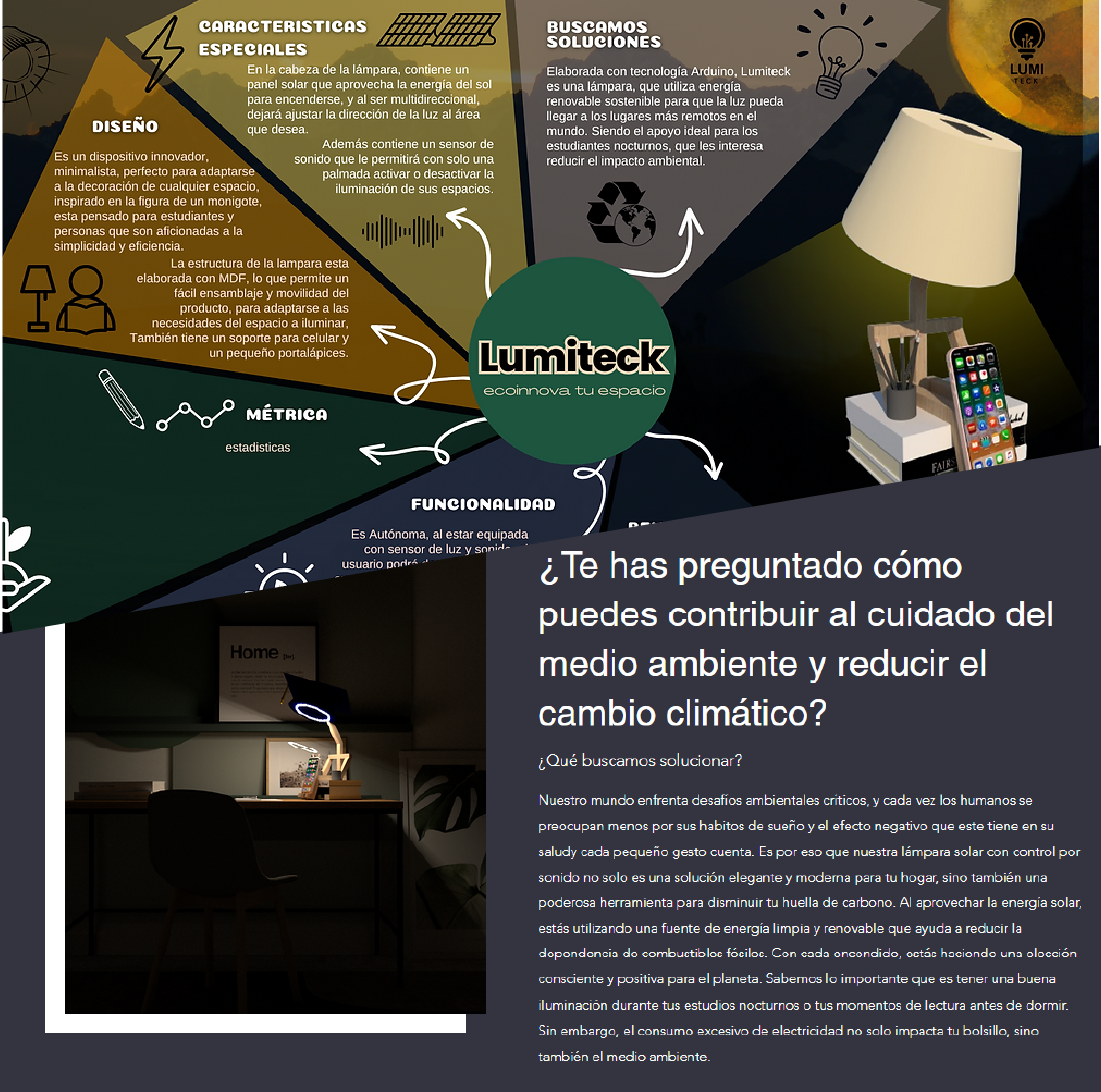 CARACTERISTICAS
ESPECIALES
En la cabeza de la lámpara, contiene un
panel solar que aprovecha la energía del sol
para encenderse, y al ser multidireccional,
dejará ajustar la dirección de la luz al área
que desea.
Además contiene un sensor de
sonido que le permitirá con solo una
palmada activar o desactivar la
iluminación de sus espacios.
BUSCAMOS
SOLUCIONES
Elaborada con tecnología Arduino, Lumiteck
es una lámpara, que utiliza energía
renovable sostenible para que la luz pueda
llegar a los lugares más remotos en el
mundo. Siendo el apoyo ideal para los
estudiantes nocturnos, que les interesa
reducir el impacto ambiental.
LUMI
TECK
DISEÑO
Es un dispositivo innovador,
minimalista, perfecto para adaptarse
a la decoración de cualquier espacio,
inspirado en la figura de un monigote,
esta pensado para estudiantes y
personas que son aficionadas a la
simplicidad y eficiencia.
La estructura de la lampara esta
elaborada con MDF, lo que permite un
fácil ensamblaje y movilidad del
producto, para adaptarse a las
necesidades del espacio a iluminar,
También tiene un soporte para celular y
un pequeño portalápices.
Lumiteck
ecoinnova tu espacio
MÉTRICA
estadisticas
FUNCIONALIDAD
Es Autónoma, al estar equipada
con sensor de luz y
usuario podrá
Home
¿Te has preguntado cómo
puedes contribuir al cuidado del
medio ambiente y reducir el
cambio climático?
¿Qué buscamos solucionar?
Nuestro mundo enfrenta desafíos ambientales criticos, y cada vez los humanos se
preocupan menos por sus habitos de sueño y el efecto negativo que este tiene en su
saludy cada pequeño gesto cuenta. Es por eso que nuestra lámpara solar con control por
sonido no solo es una solución elegante y moderna para tu hogar, sino también una
poderosa herramienta para disminuir tu huella de carbono. Al aprovechar la energía solar,
estás utilizando una fuente de energía limpia y renovable que ayuda a reducir la
dependencia de combustibles fósiles. Con cada encendido, estás haciendo una elección
consciente y positiva para el planeta. Sabemos lo importante que es tener una buena
iluminación durante tus estudios nocturnos o tus momentos de lectura antes de dormir.
Sin embargo, el consumo excesivo de electricidad no solo impacta tu bolsillo, sino
también el medio ambiente.